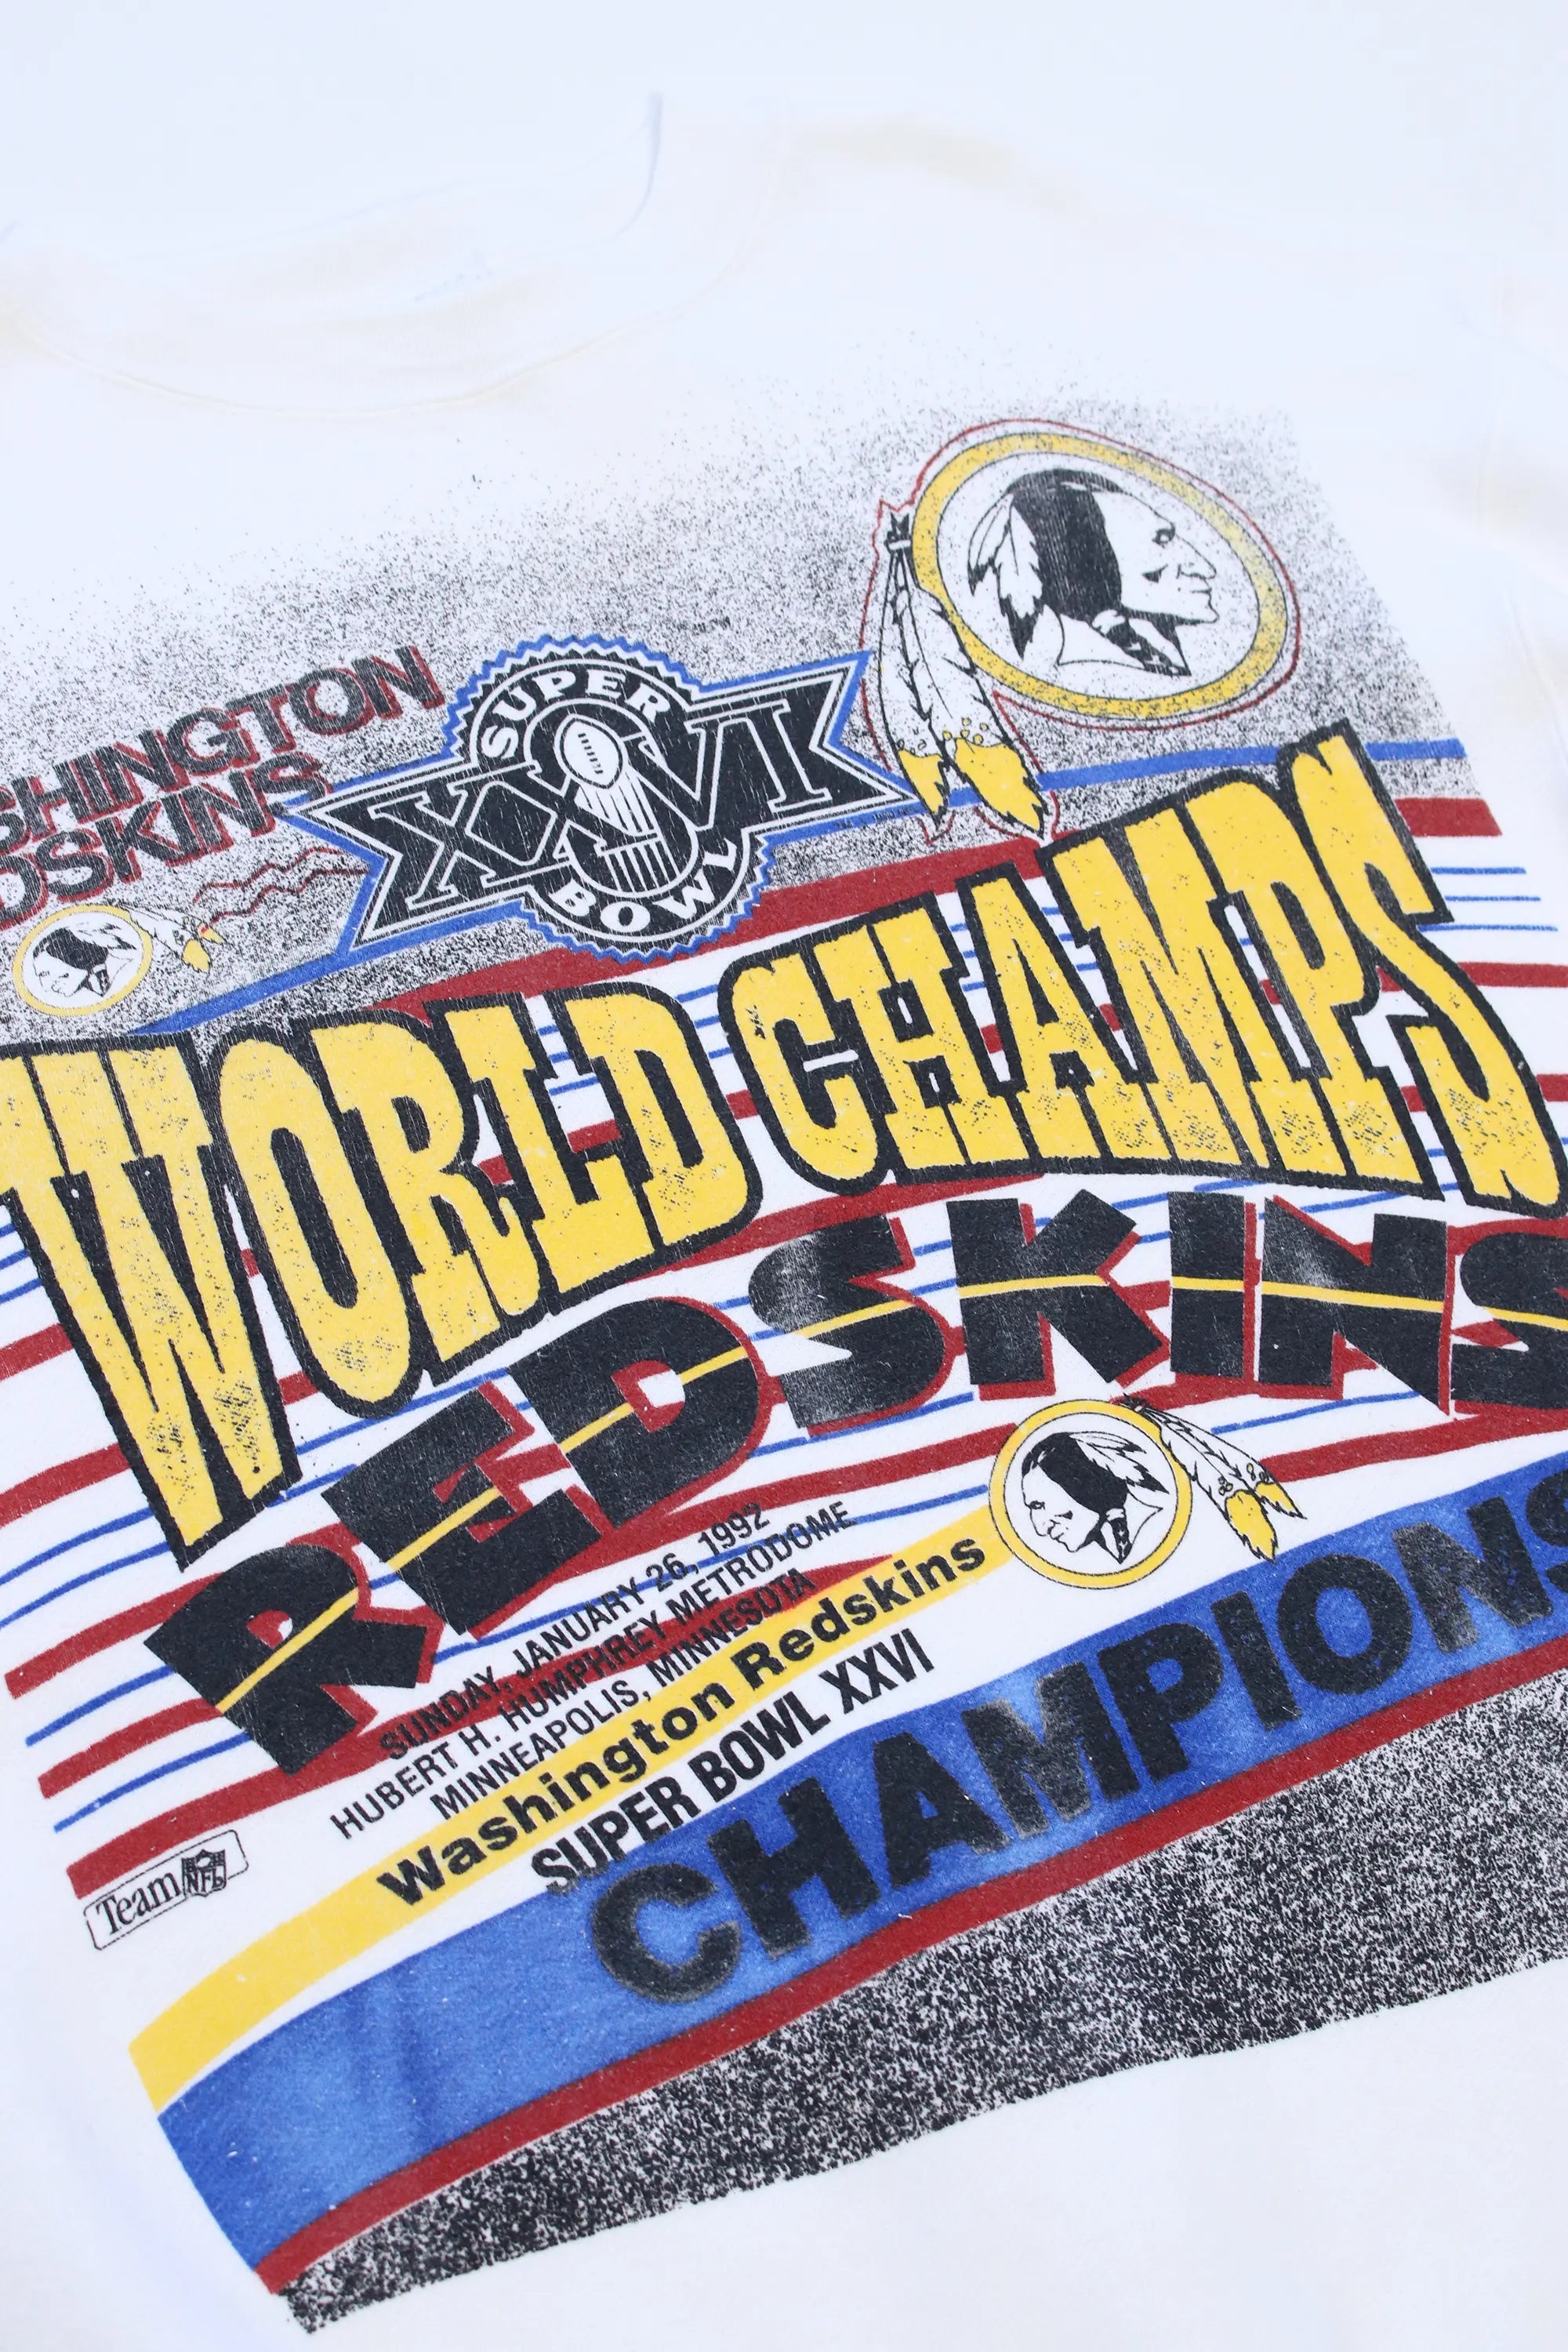 SHINGTON
DSKINS
SUPER
XXVI
BOWL
WORLD CHAMPS
REDSKINS
SUNDAY, JANUARY 26, 1992
HUBERT H. HUMPHREY METRODOME
MINNEAPOLIS, MINNESOTA
Washington Redskins
SUPER BOWL XXVI
CHAMPIONS
Team NFL